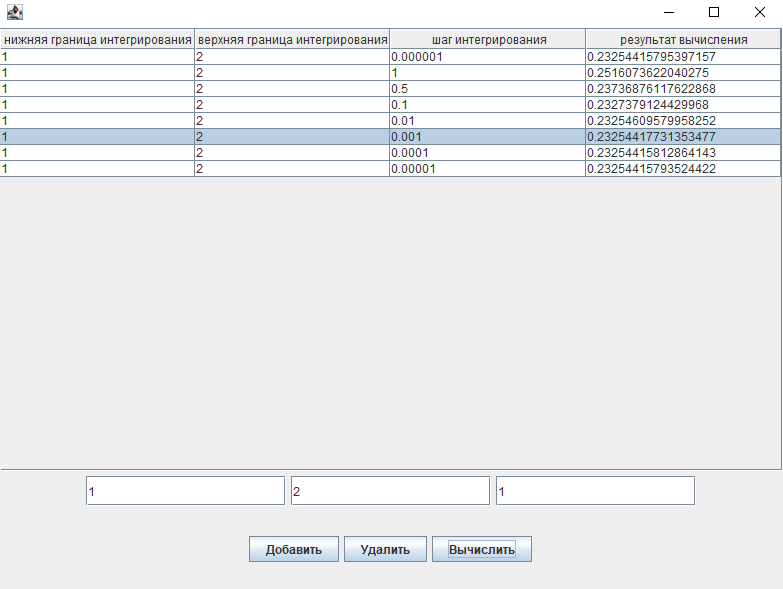 нижняя граница интегрирования верхняя граница интегрирования шаг интегрирования результат вычисления
1 2 0.000001 0.23254415795397157
1 2 1 0.2516073622040275
1 2 0.5 0.23736876117622868
1 2 0.1 0.2327379124429968
1 2 0.01 0.23254609579958252
1 2 0.001 0.23254417731353477
1 2 0.0001 0.23254415812864143
1 2 0.00001 0.23254415793524422
1 2 1
Добавить Удалить Вычислить